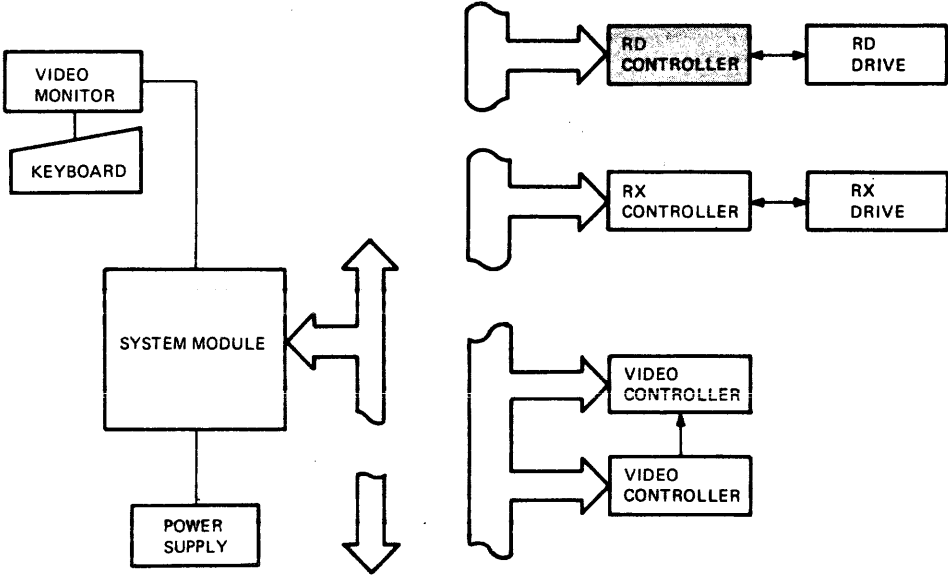 VIDEO
MONITOR
KEYBOARD
SYSTEM MODULE
POWER
SUPPLY
RD
CONTROLLER
RD
DRIVE
RX
CONTROLLER
RX
DRIVE
VIDEO
CONTROLLER
VIDEO
CONTROLLER